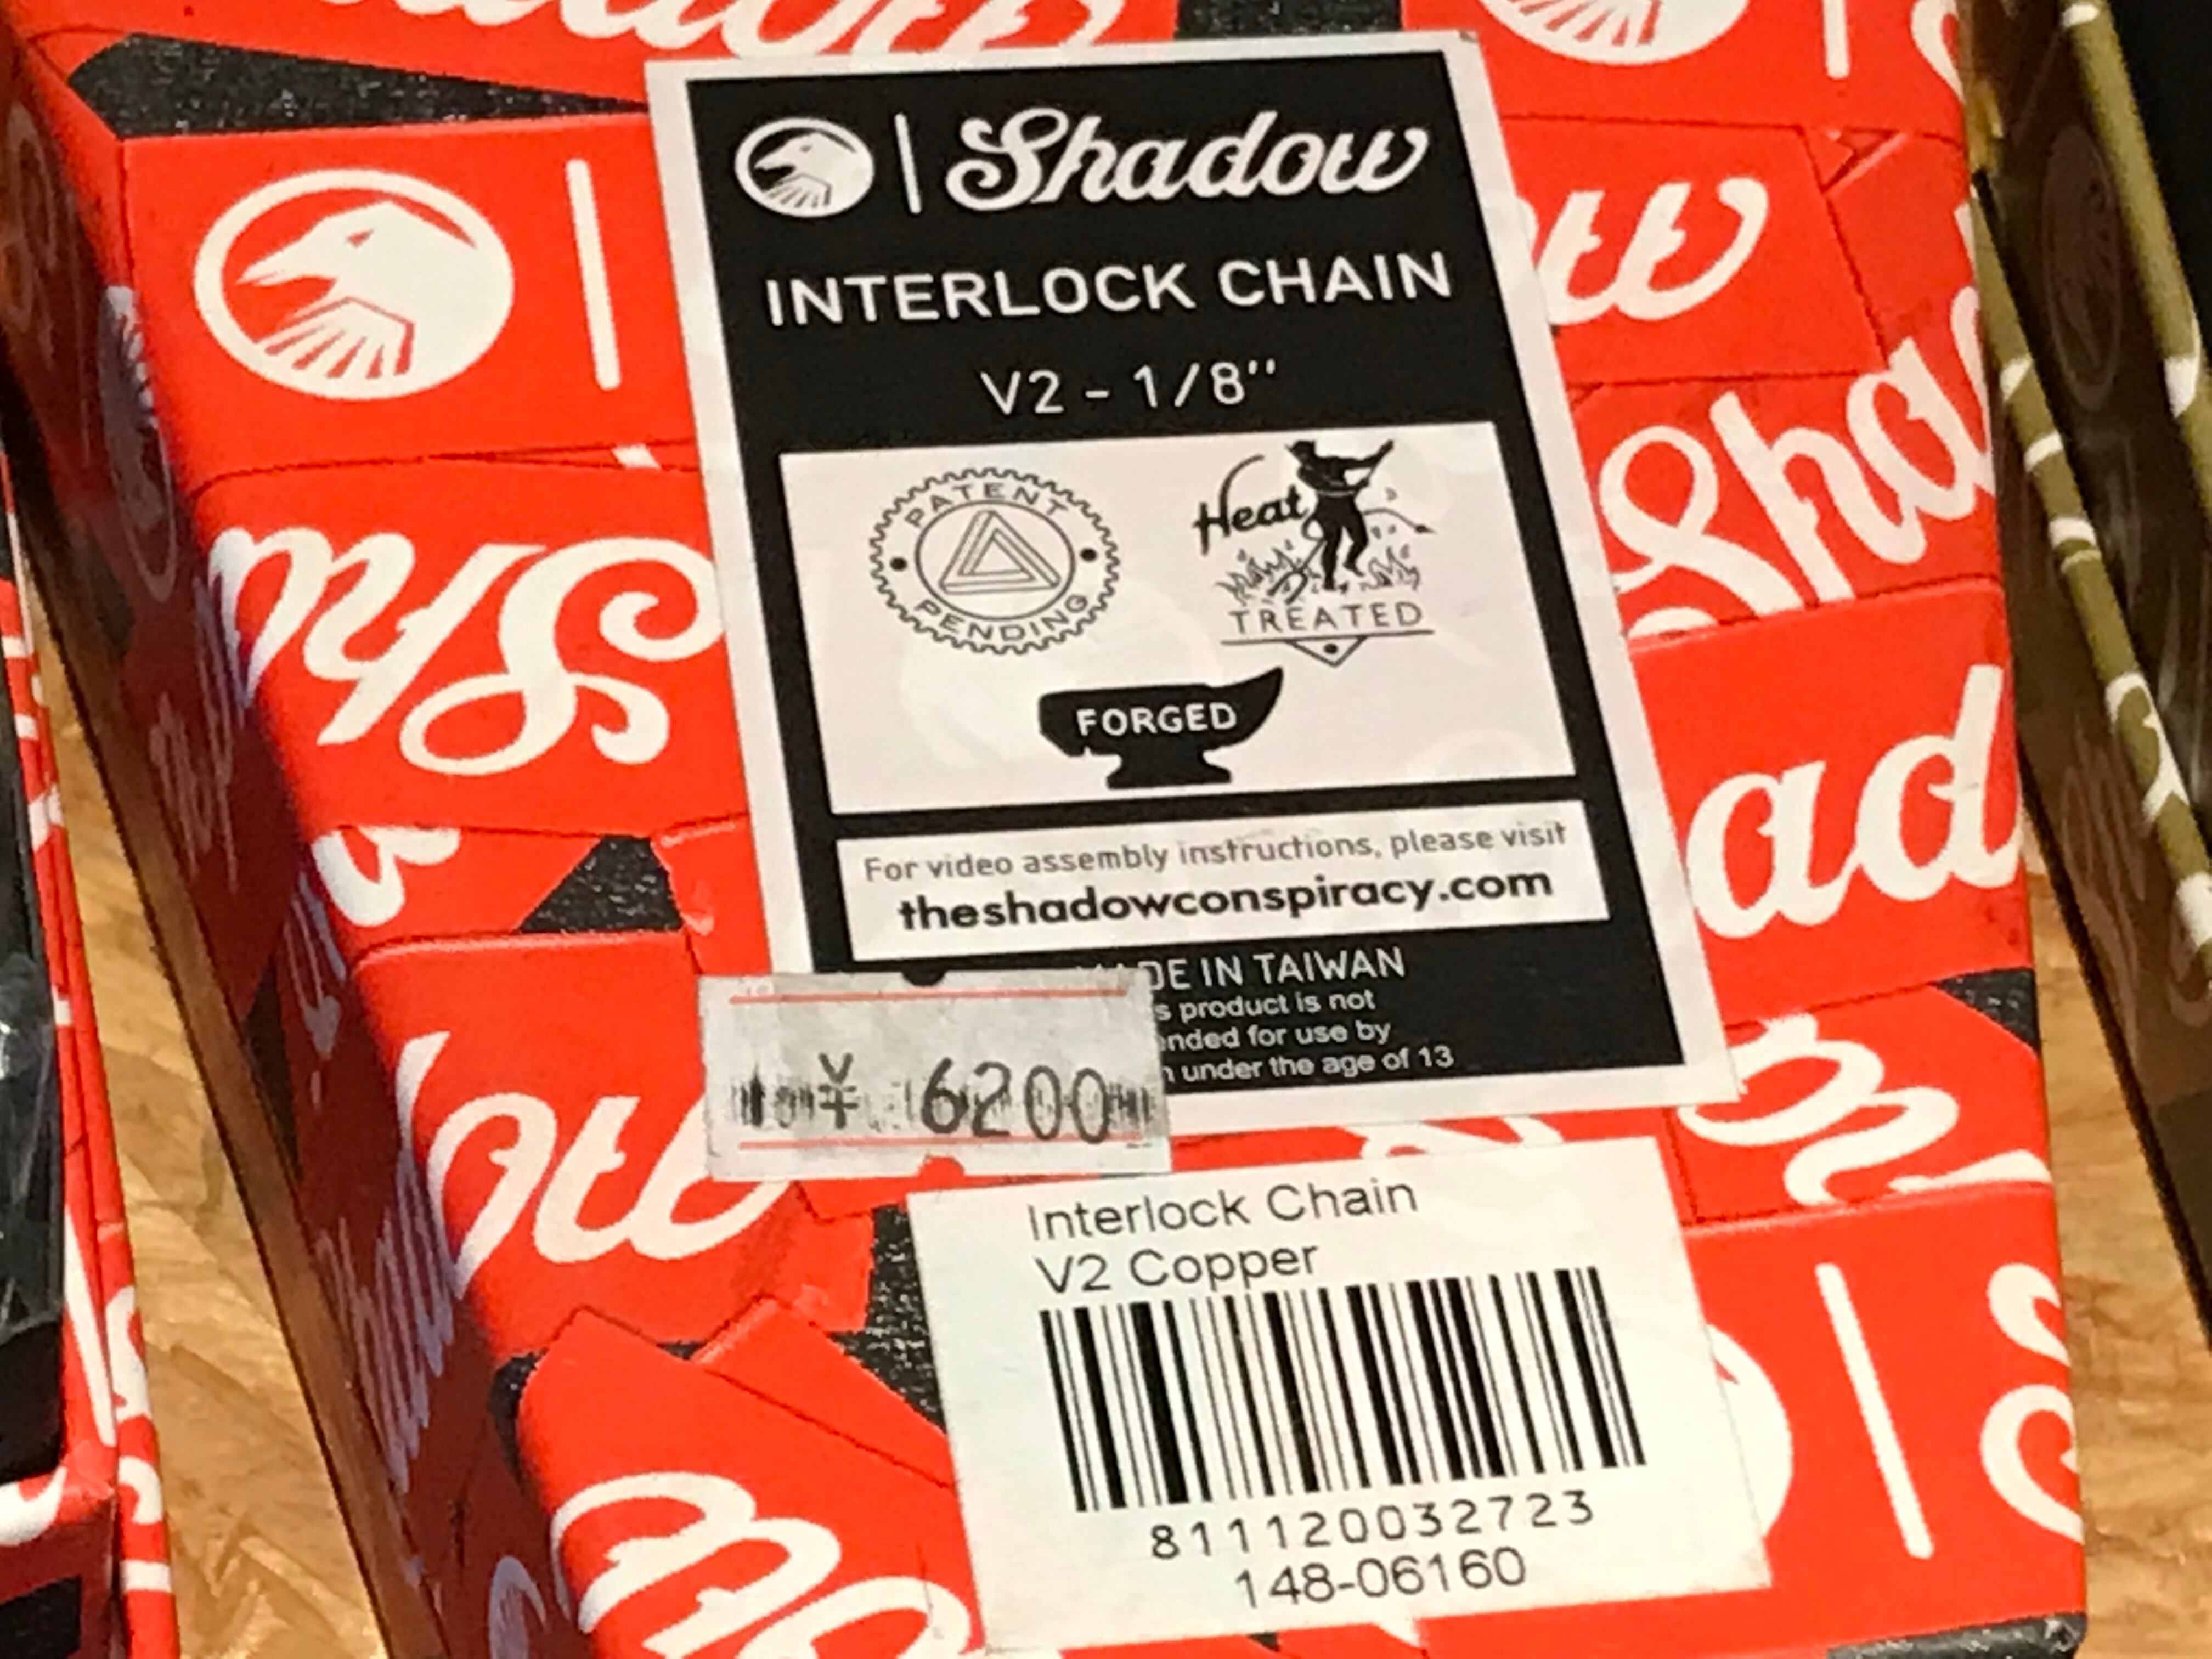 Shadow
INTERLOCK CHAIN
V2 - 1/8"
PATENT
PENDING
Heat
TREATED
FORGED
For video assembly instructions, please visit
theshadowconspiracy.com
DE IN TAIWAN
product is not
for use by
under the age of 13
¥ 6200
Interlock Chain
V2 Copper
811120032723
148-06160